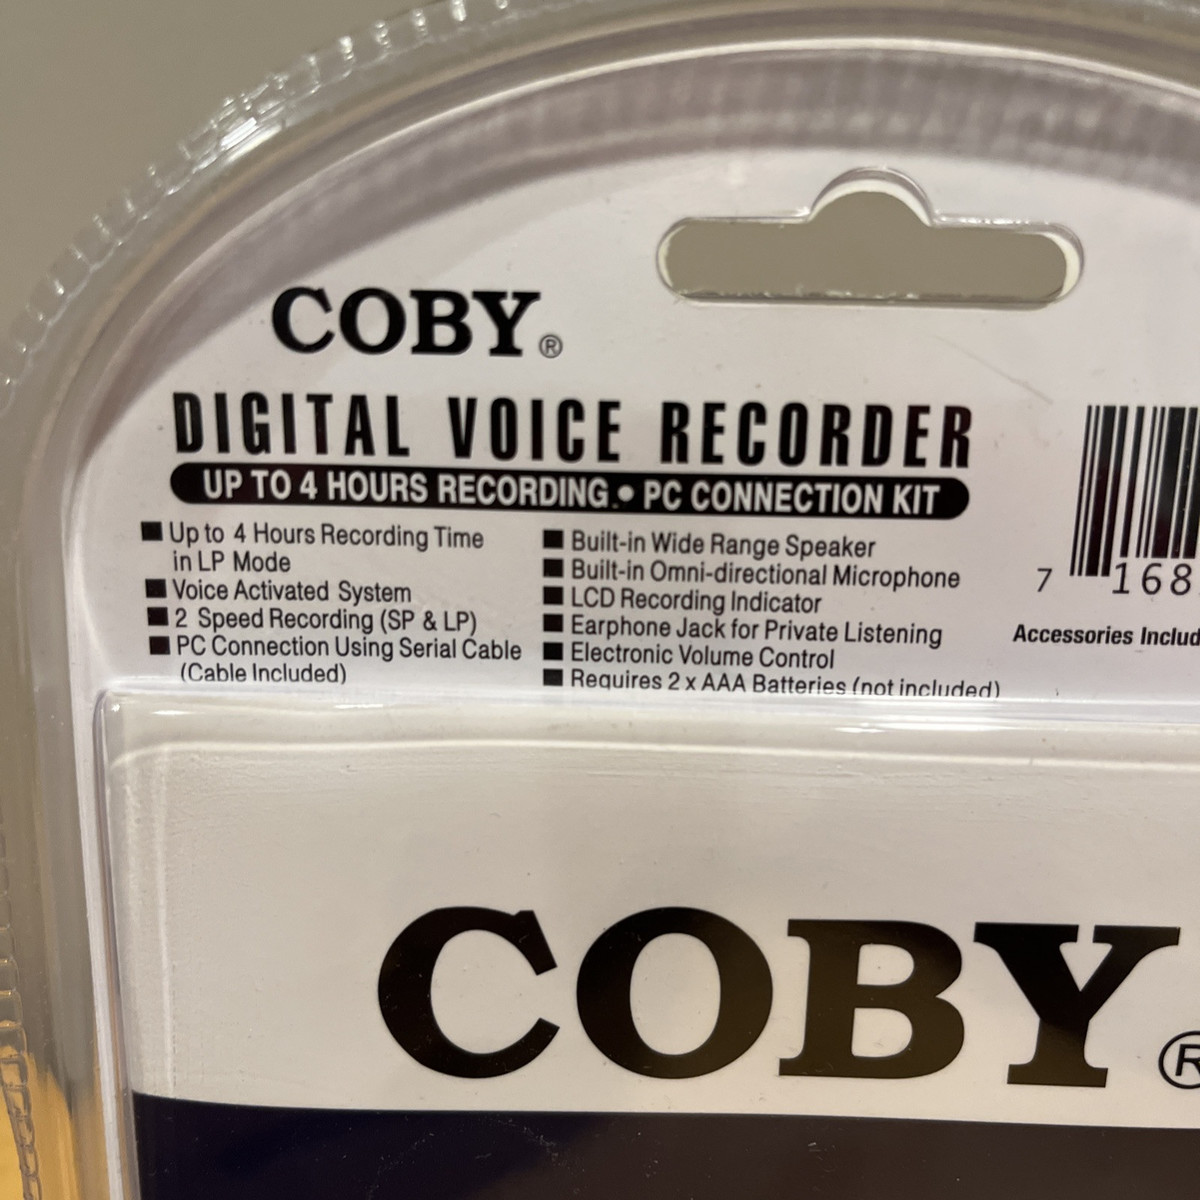 COBY®
DIGITAL VOICE RECORDER
UP TO 4 HOURS RECORDING. • PC CONNECTION KIT
■ Up to 4 Hours Recording Time
in LP Mode
■ Voice Activated System
■ 2 Speed Recording (SP & LP)
■ PC Connection Using Serial Cable
(Cable Included)
■ Built-in Wide Range Speaker
■ Built-in Omni-directional Microphone
■ LCD Recording Indicator
■ Earphone Jack for Private Listening
■ Electronic Volume Control
■ Requires 2 x AAA Batteries (not included)
7 168
Accessories Includ
COBY®